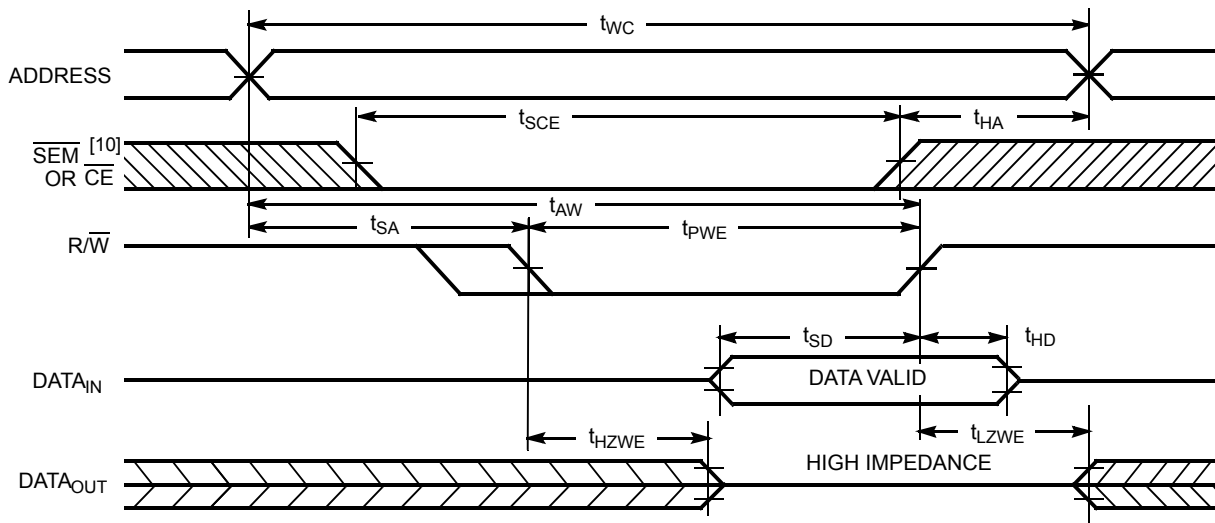 tWC
ADDRESS
tSCE
tHA
SEM [10]
OR CE
tAW
tSA
tPWE
R/W
tSD
tHD
DATAIN
DATA VALID
tHZWE
tLZWE
HIGH IMPEDANCE
DATAOUT